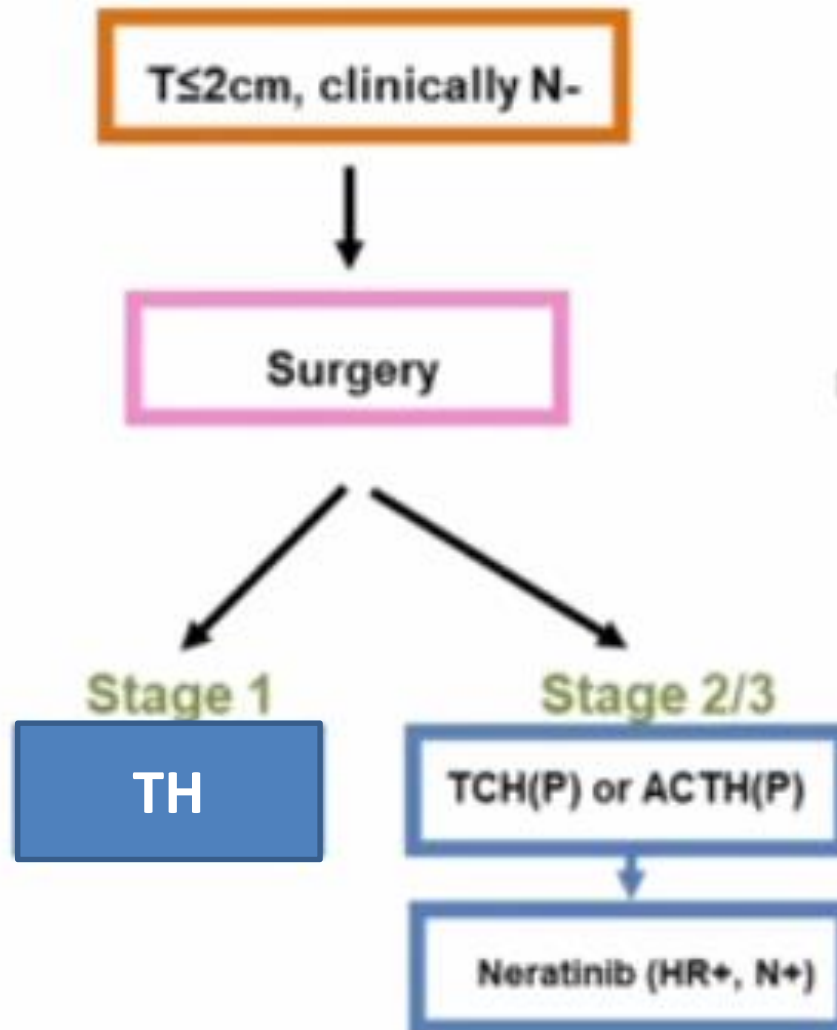 T≤2cm, clinically N-
Surgery
Stage 1
Stage 2/3
TH
TCH(P) or ACTH(P)
Neratinib (HR+, N+)